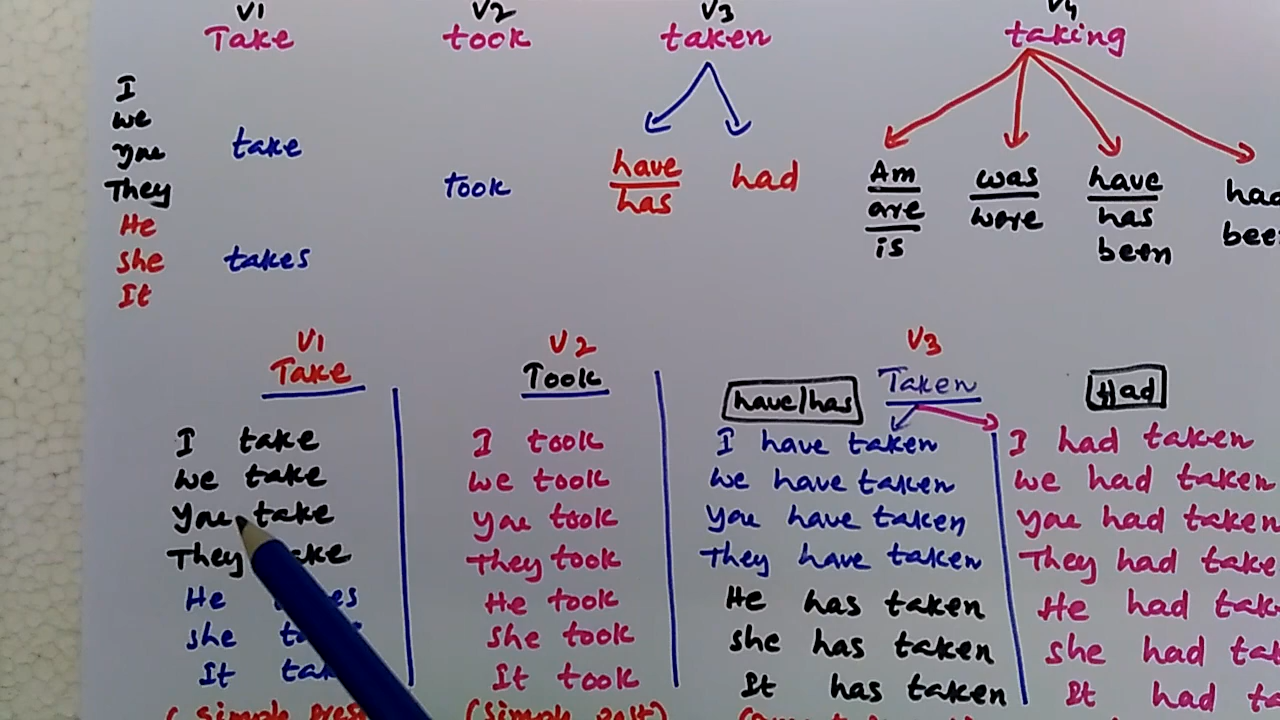 V1 V2 V3 V4
Take took taken taking
I
we
you take
They took have had Am was have had
has are were has
He is been
she takes
It
V1 V2 V3
Take Took have/has Taken Had
I take I took I have taken I had taken
we take we took we have taken we had taken
you take you took you have taken you had taken
They They took They have taken They had
He He took He has taken He had
she she took she has taken she had
It It took It has taken It had
(simple (simple past)